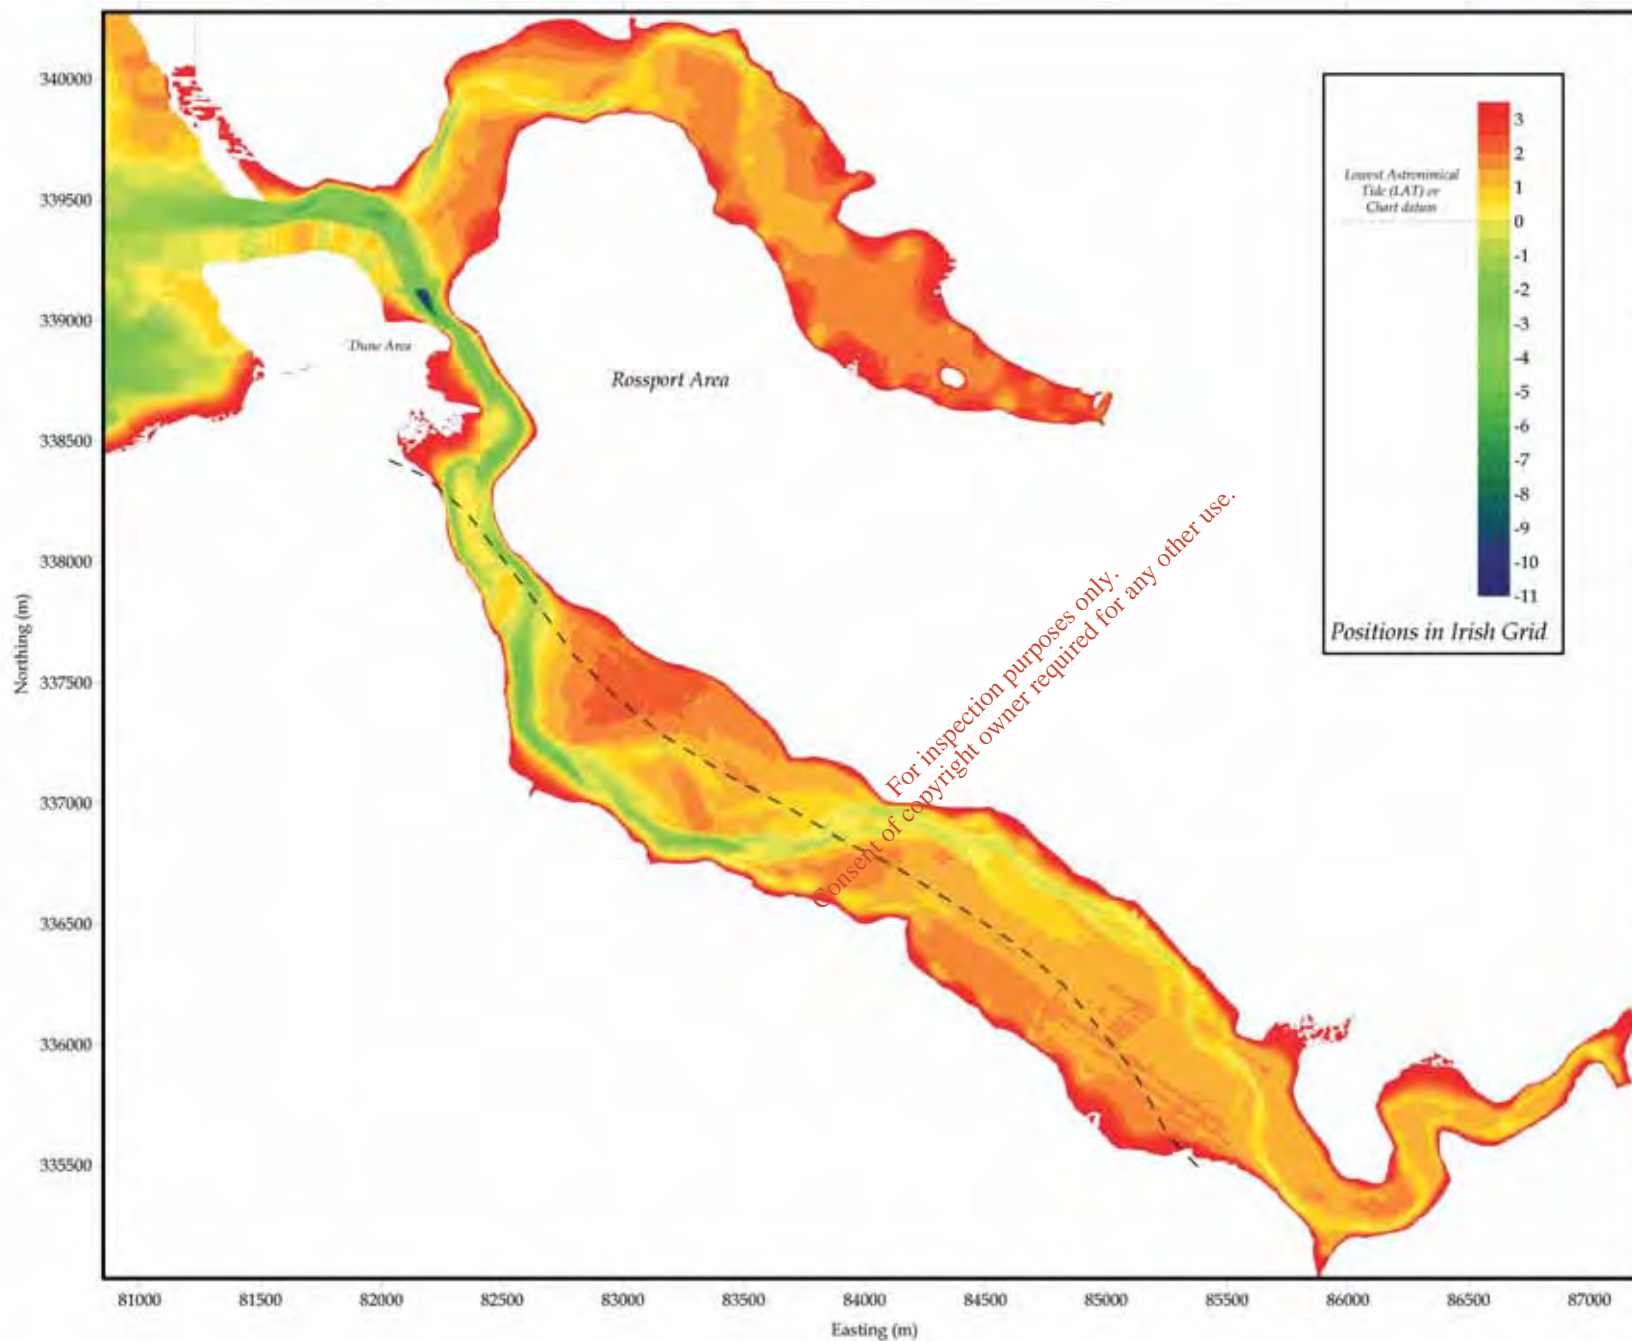 340000
339500
339000
338500
338000
337500
337000
336500
336000
335500
Northing (m)
81000 81500 82000 82500 83000 83500 84000 84500 85000 85500 86000 86500 87000
Easting (m)
Dune Area
Rossport Area
For inspection purposes only.
Consent of copyright owner required for any other use.
Lowest Astronimical
Tide (LAT) or
Chart datum
3
2
1
0
-1
-2
-3
-4
-5
-6
-7
-8
-9
-10
-11
Positions in Irish Grid